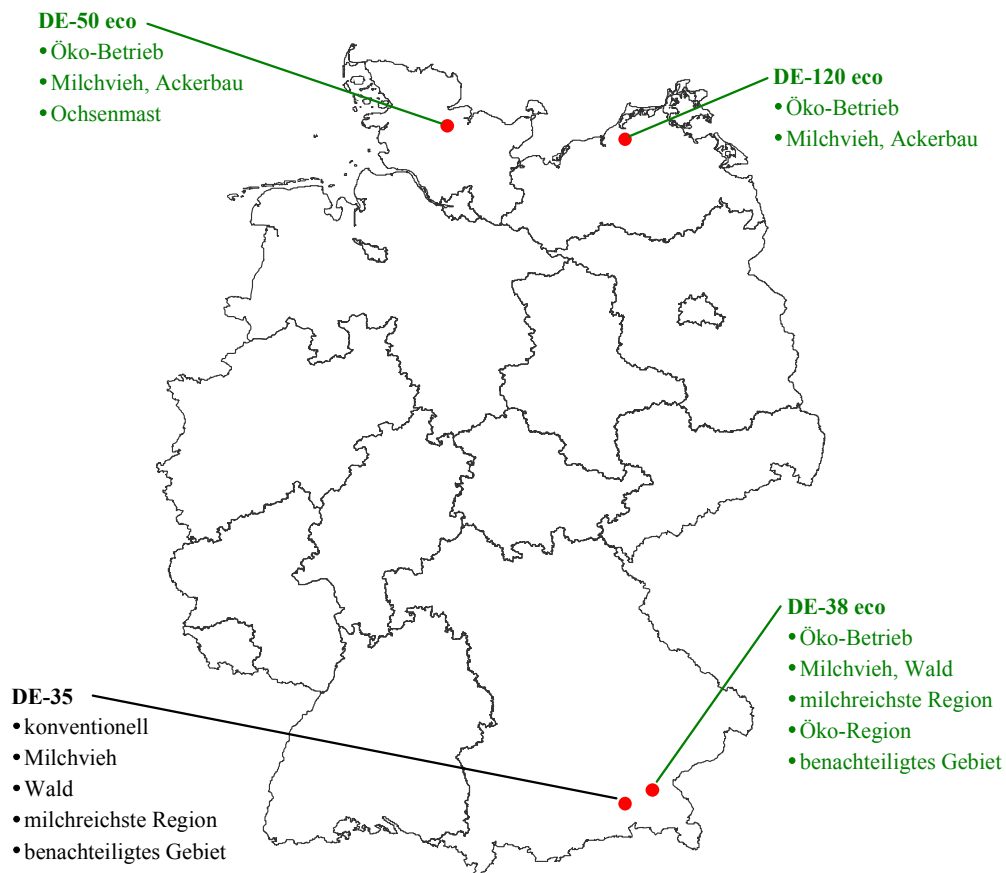 DE-50 eco
•Öko-Betrieb
•Milchvieh, Ackerbau
•Ochsenmast
DE-120 eco
•Öko-Betrieb
•Milchvieh, Ackerbau
DE-38 eco
•Öko-Betrieb
•Milchvieh, Wald
•milchreichste Region
•Öko-Region
•benachteiligtes Gebiet
DE-35
•konventionell
•Milchvieh
•Wald
•milchreichste Region
•benachteiligtes Gebiet